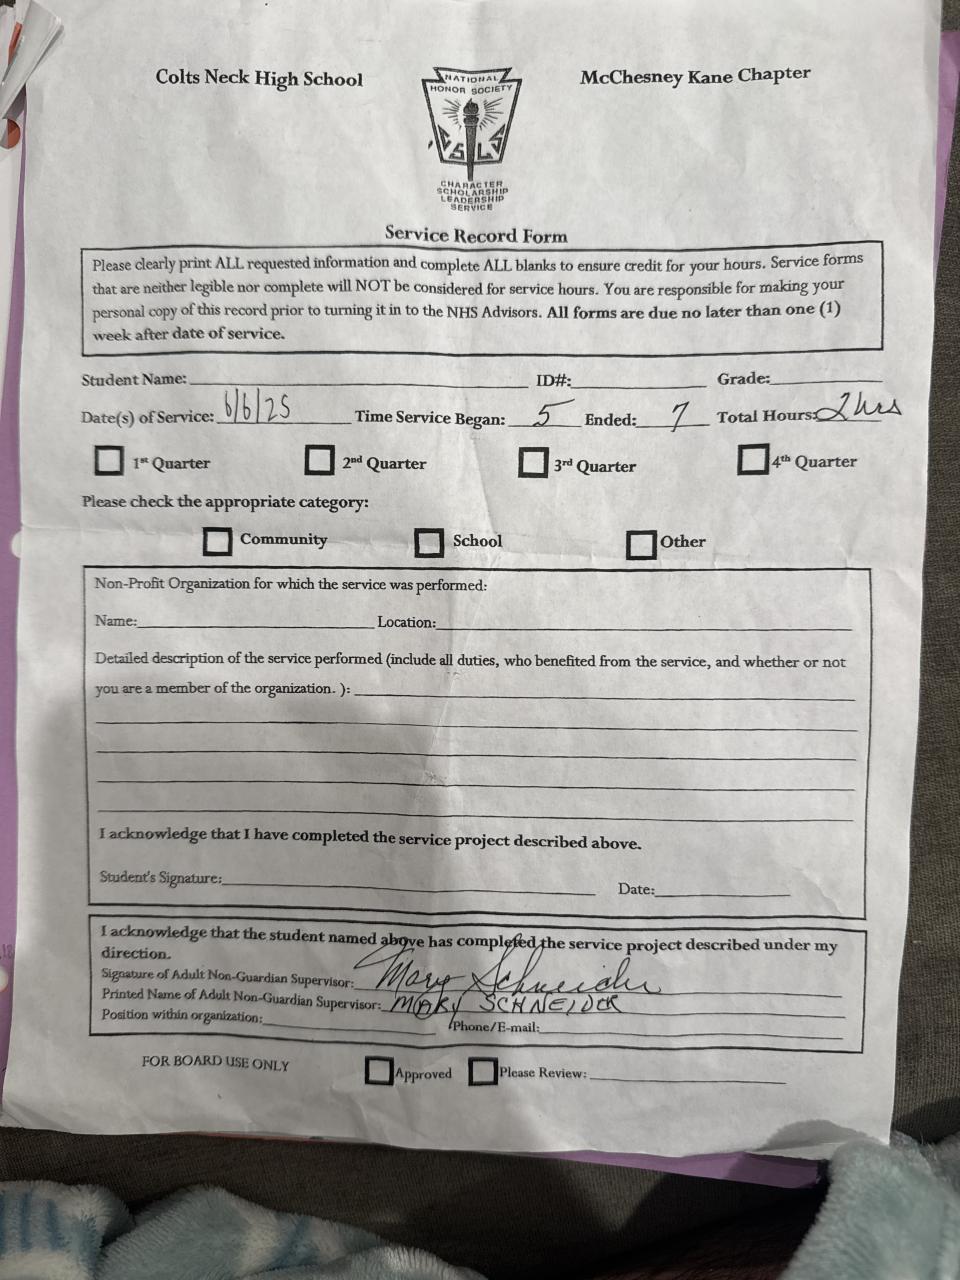 Colts Neck High School
McChesney Kane Chapter
NATIONAL
HONOR SOCIETY
C S L S
CHARACTER
SCHOLARSHIP
LEADERSHIP
SERVICE
Service Record Form
Please clearly print ALL requested information and complete ALL blanks to ensure credit for your hours. Service forms
that are neither legible nor complete will NOT be considered for service hours. You are responsible for making your
personal copy of this record prior to turning it in to the NHS Advisors. All forms are due no later than one (1)
week after date of service.
Student Name: ID#: Grade:
Date(s) of Service: 6/6/25 Time Service Began: 5 Ended: 7 Total Hours: 2 hrs
1st Quarter 2nd Quarter 3rd Quarter 4th Quarter
Please check the appropriate category:
Community School Other
Non-Profit Organization for which the service was performed:
Name: Location:
Detailed description of the service performed (include all duties, who benefited from the service, and whether or not
you are a member of the organization. ):
I acknowledge that I have completed the service project described above.
Student's Signature: Date:
I acknowledge that the student named above has completed the service project described under my
direction.
Signature of Adult Non-Guardian Supervisor: Mary Schneider
Printed Name of Adult Non-Guardian Supervisor: MARY SCHNEIDER
Position within organization: Phone/E-mail:
FOR BOARD USE ONLY Approved Please Review: